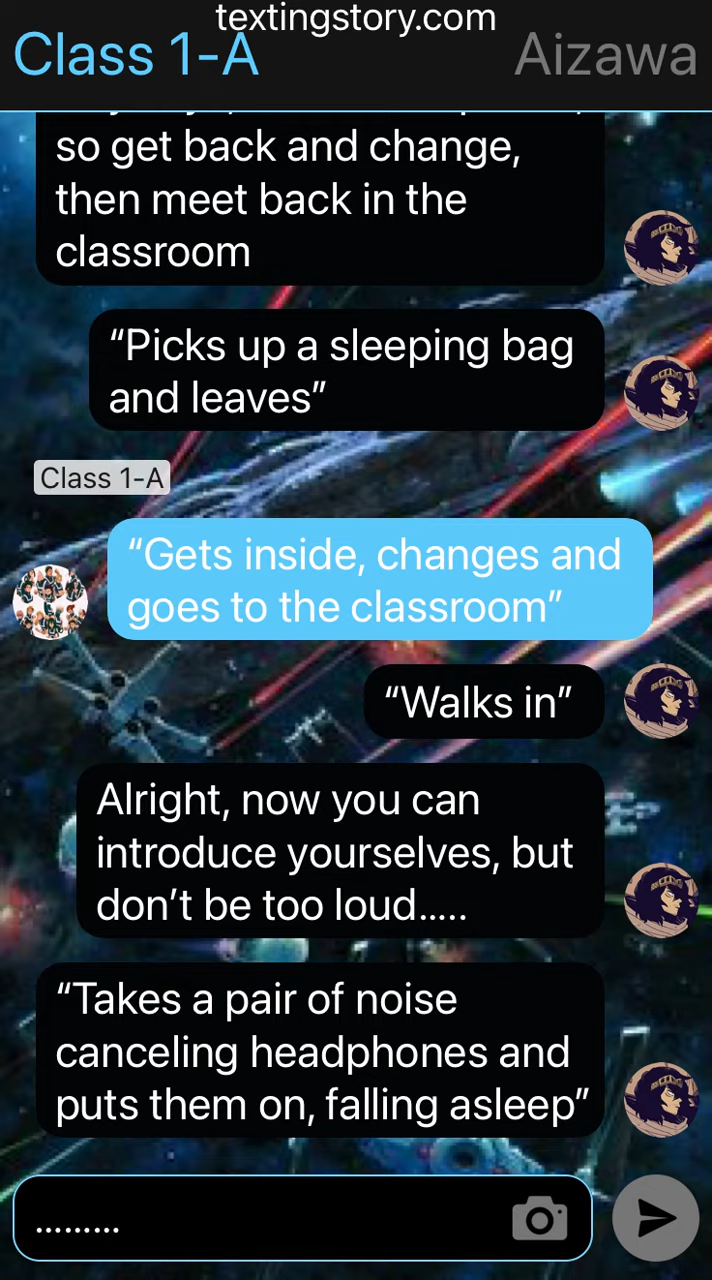 textingstory.com
Class 1-A
Aizawa
so get back and change,
then meet back in the
classroom
“Picks up a sleeping bag
and leaves”
Class 1-A
“Gets inside, changes and
goes to the classroom”
“Walks in”
Alright, now you can
introduce yourselves, but
don’t be too loud.....
“Takes a pair of noise
canceling headphones and
puts them on, falling asleep”
.........